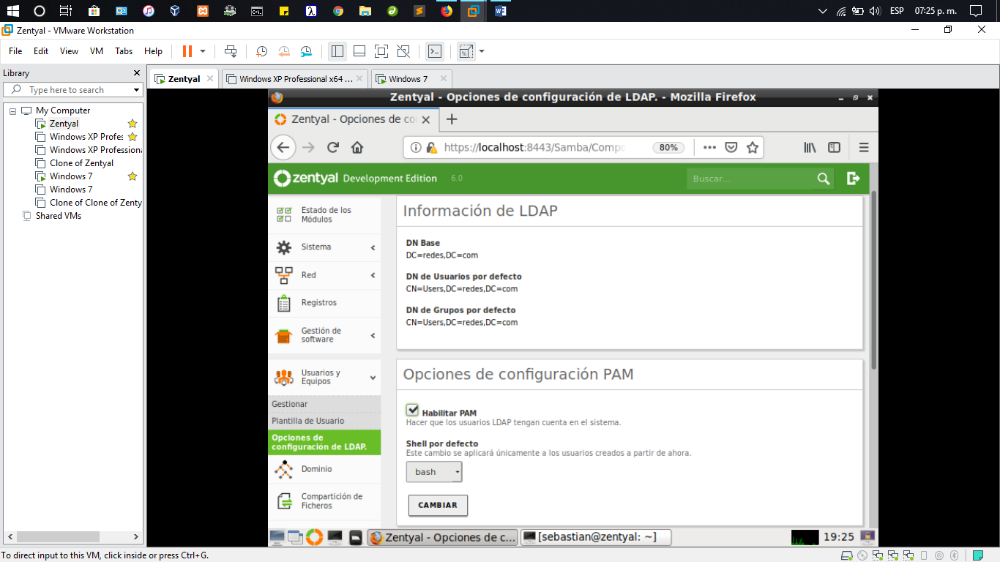 ESP 07:25 p. m.
Zentyal - VMware Workstation
File Edit View VM Tabs Help
Library
Type here to search
My Computer
Zentyal
Windows XP Profes
Windows XP Professiona
Clone of Zentyal
Windows 7
Windows 7
Clone of Clone of Zenty
Shared VMs
Zentyal
Windows XP Professional x64 ...
Windows 7
Zentyal - Opciones de configuración de LDAP. - Mozilla Firefox
Zentyal - Opciones de co
https://localhost:8443/Samba/Compo
80%
zentyal Development Edition 6.0
Buscar...
Estado de los
Módulos
Sistema
Red
Registros
Gestión de
software
Usuarios y
Equipos
Gestionar
Plantilla de Usuario
Opciones de
configuración de LDAP.
Dominio
Compartición de
Ficheros
Información de LDAP
DN Base
DC=redes,DC=com
DN de Usuarios por defecto
CN=Users,DC=redes,DC=com
DN de Grupos por defecto
CN=Users,DC=redes,DC=com
Opciones de configuración PAM
Habilitar PAM
Hacer que los usuarios LDAP tengan cuenta en el sistema.
Shell por defecto
Este cambio se aplicará únicamente a los usuarios creados a partir de ahora.
bash
CAMBIAR
Zentyal - Opciones de c...
[sebastian@zentyal: ~]
19:25
To direct input to this VM, click inside or press Ctrl+G.